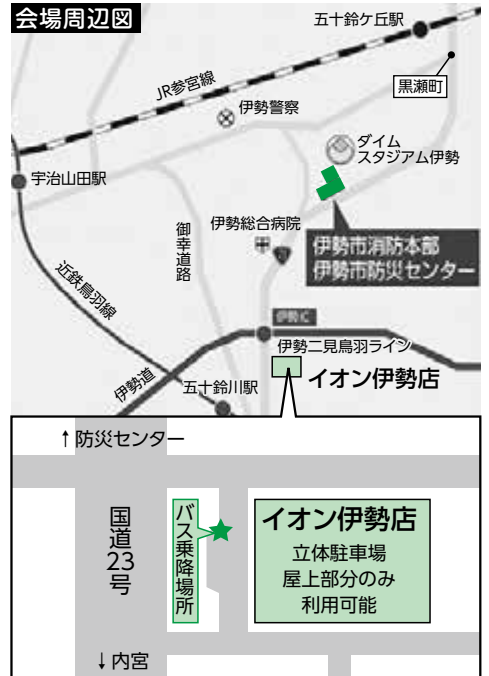 会場周辺図
五十鈴ケ丘駅
黒瀬町
JR参宮線
伊勢警察
ダイム
スタジアム伊勢
宇治山田駅
伊勢総合病院
御幸道路
伊勢市消防本部
伊勢市防災センター
近鉄鳥羽線
伊勢IC
伊勢二見鳥羽ライン
伊勢道
五十鈴川駅
イオン伊勢店
↑防災センター
国道23号
バス乗降場所
イオン伊勢店
立体駐車場
屋上部分のみ
利用可能
↓内宮